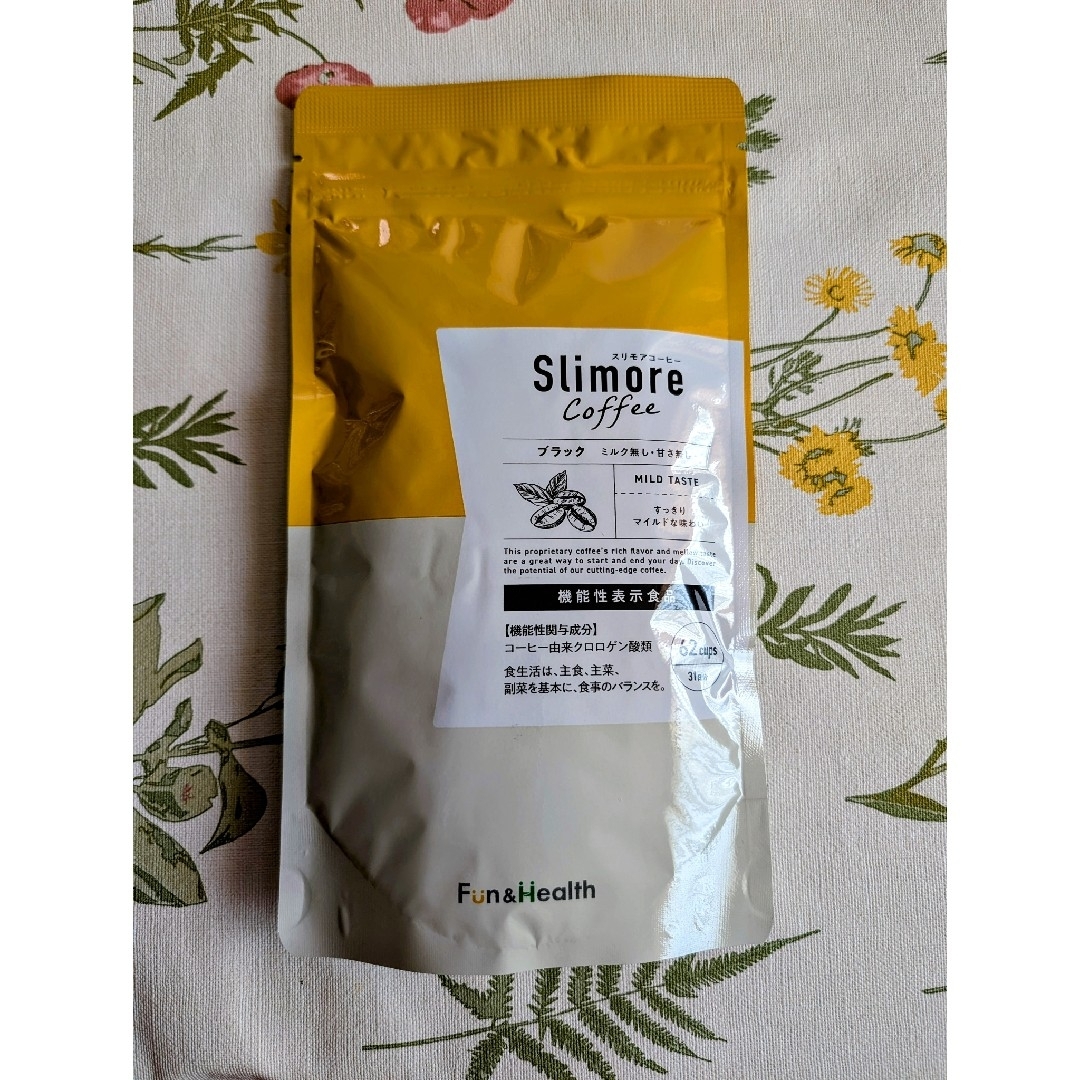 スリモアコーヒー
Slimore
Coffee
ブラック ミルク無し・甘さ無し
MILD TASTE
すっきり
マイルドな味わい
This proprietary coffee's rich flavor and mellow taste
are a great way to start and end your day. Discover
the potential of our cutting-edge coffee.
機能性表示食品
【機能性関与成分】
コーヒー由来クロロゲン酸類
62cups
食生活は、主食、主菜、
副菜を基本に、食事のバランスを。
Fun&Health